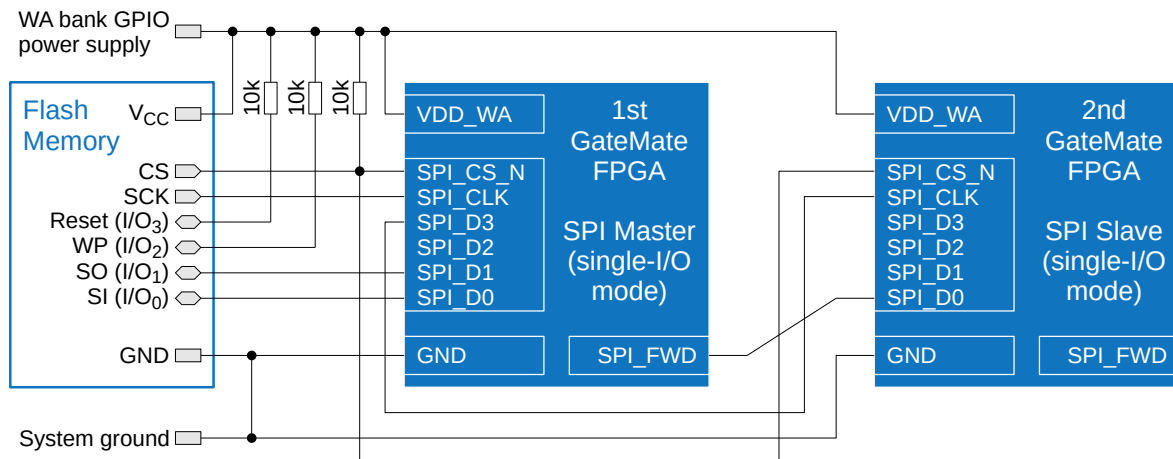 WA bank GPIO
power supply
10k
10k
10k
Flash
Memory
VCC
CS
SCK
Reset (I/O3)
WP (I/O2)
SO (I/O1)
SI (I/O0)
GND
System ground
VDD_WA
1st
GateMate
FPGA
SPI_CS_N
SPI_CLK
SPI_D3
SPI_D2
SPI_D1
SPI_D0
SPI Master
(single-I/O
mode)
GND
SPI_FWD
VDD_WA
2nd
GateMate
FPGA
SPI_CS_N
SPI_CLK
SPI_D3
SPI_D2
SPI_D1
SPI_D0
SPI Slave
(single-I/O
mode)
GND
SPI_FWD